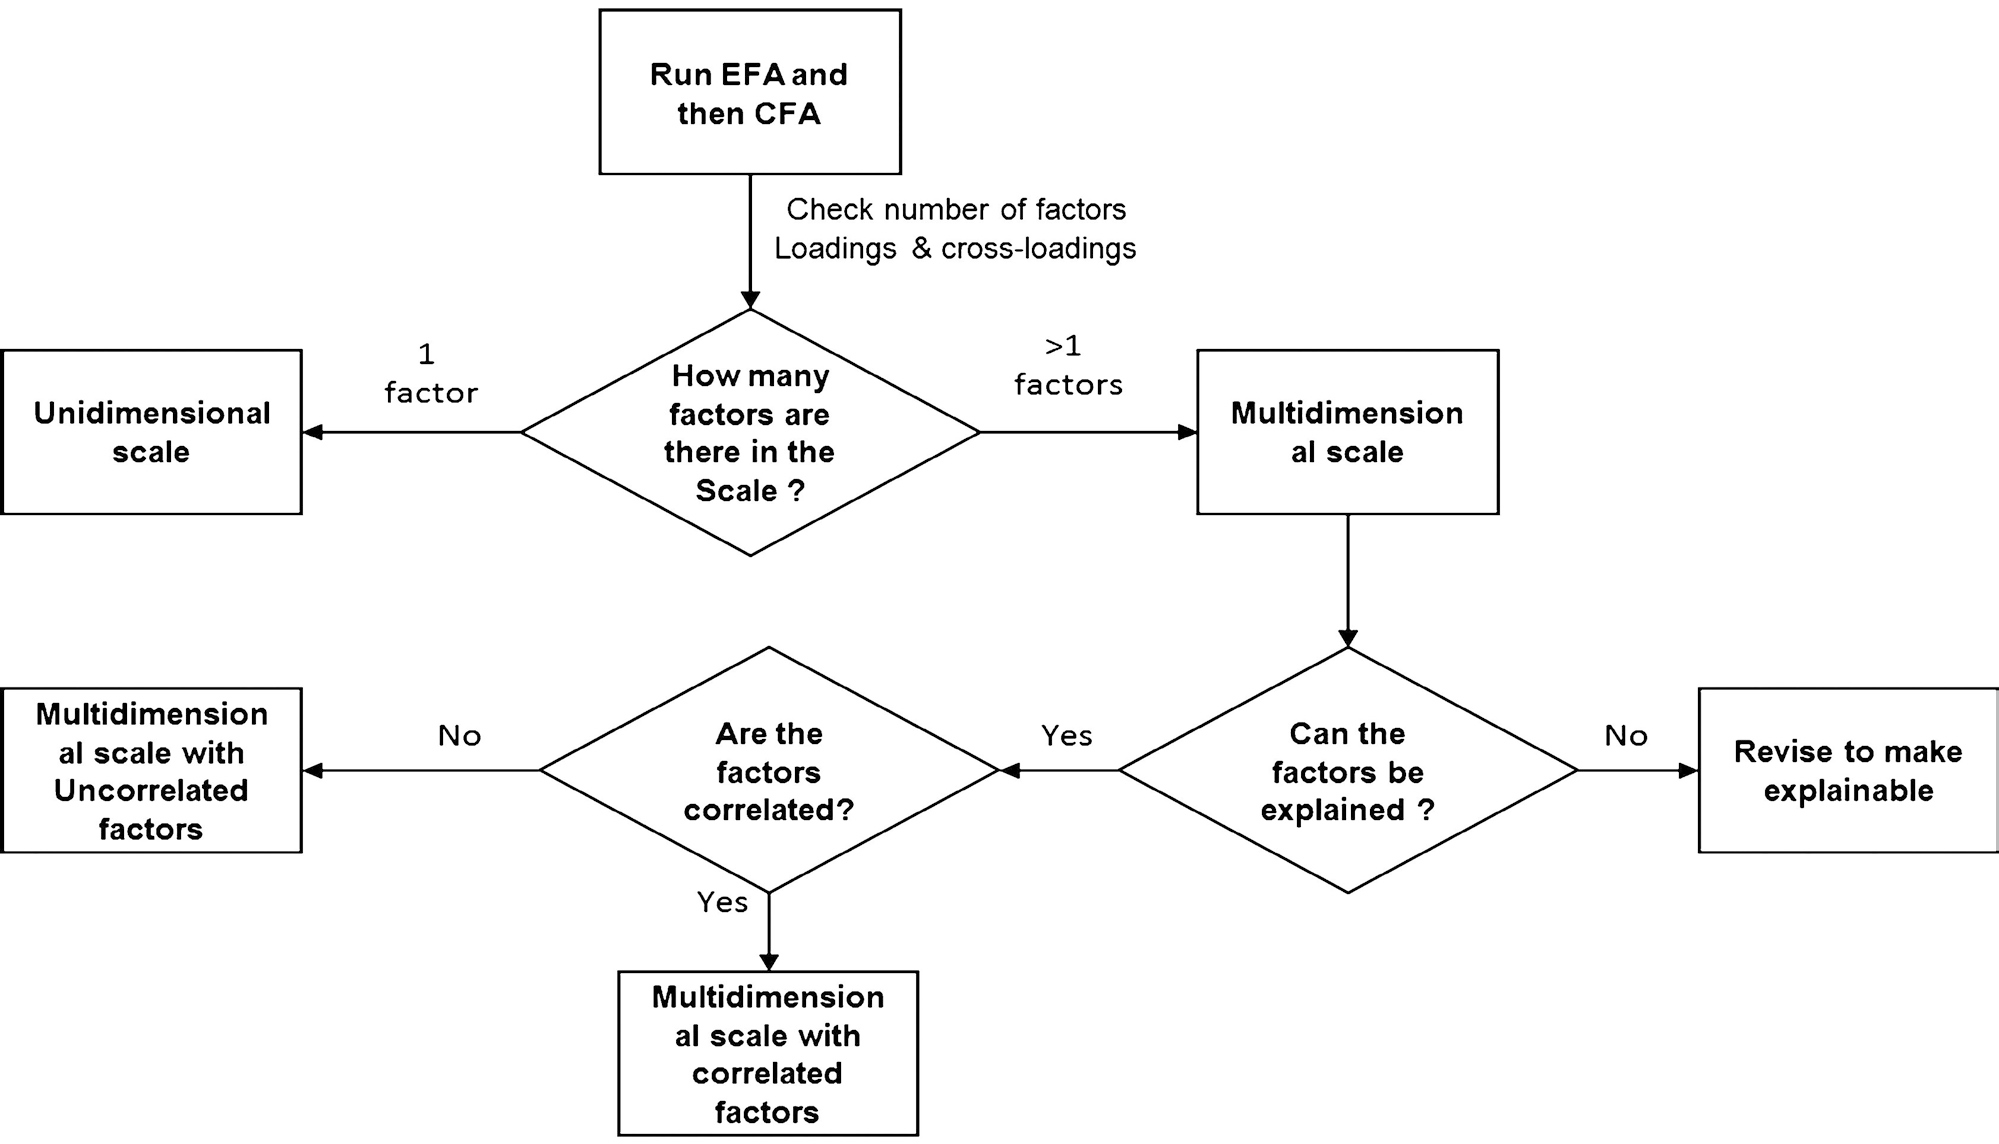 Run EFA and
then CFA
Check number of factors
Loadings & cross-loadings
1
factor
How many
factors are
there in the
Scale ?
>1
factors
Unidimensional
scale
Multidimension
al scale
Multidimension
al scale with
Uncorrelated
factors
No
Are the
factors
correlated?
Yes
Can the
factors be
explained ?
No
Revise to make
explainable
Yes
Multidimension
al scale with
correlated
factors